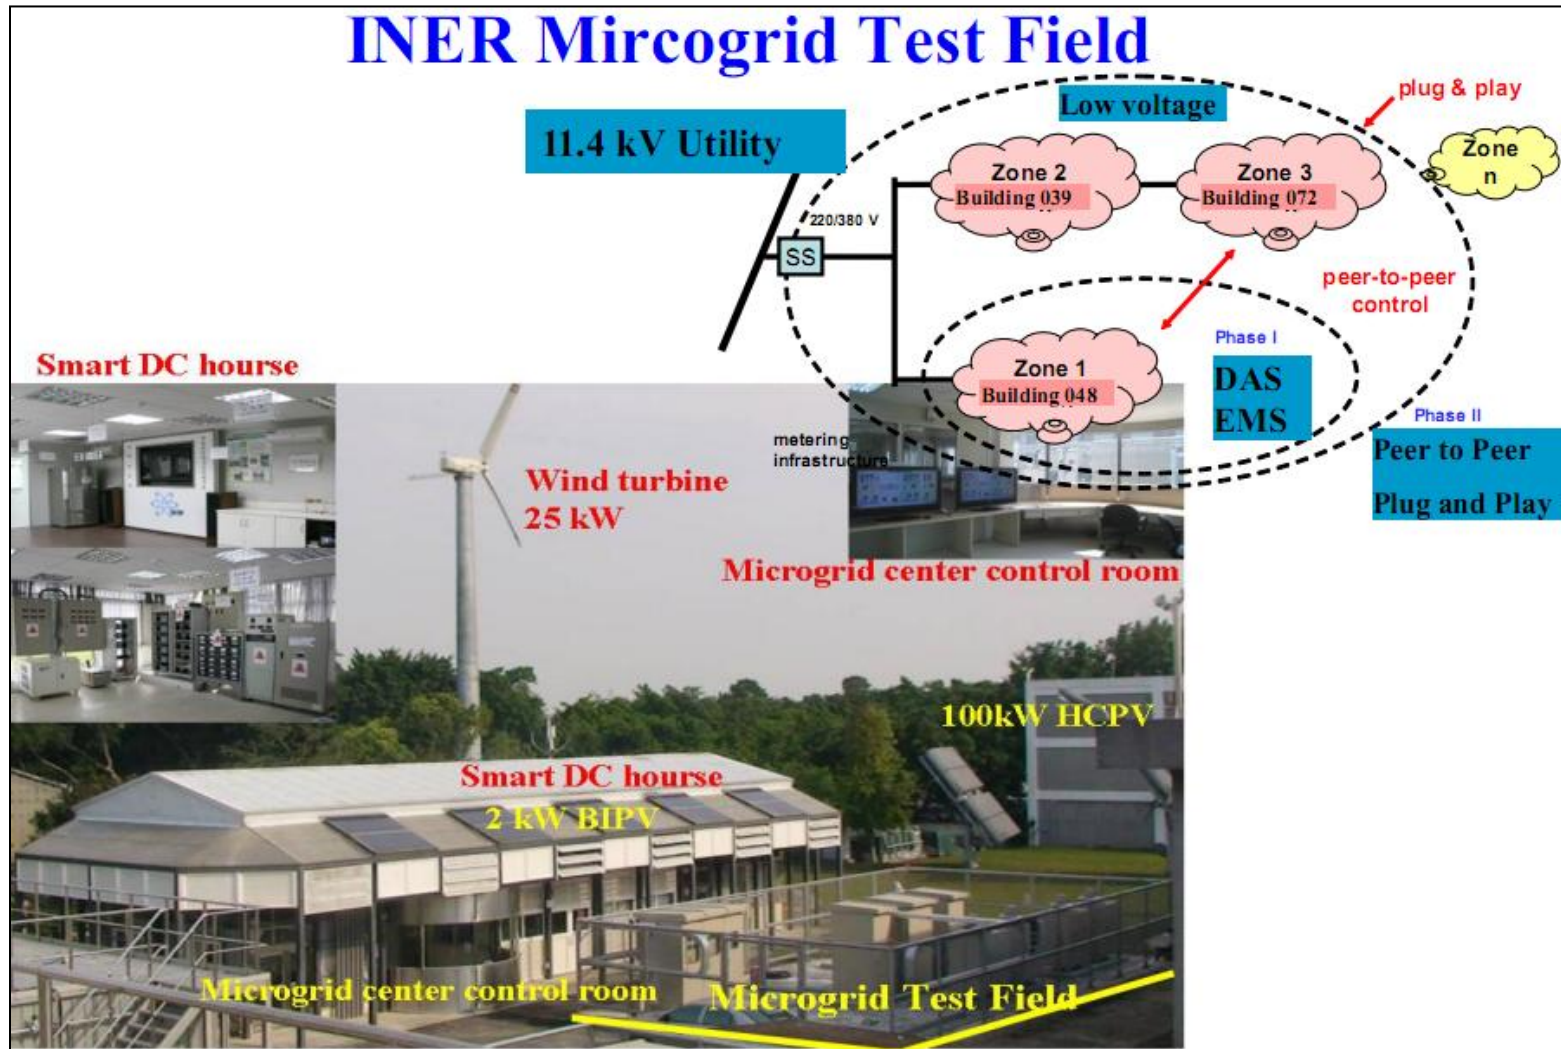 INER Mircogrid Test Field
11.4 kV Utility
Low voltage
plug & play
Zone
n
Zone 2
Building 039
Zone 3
Building 072
220/380 V
SS
peer-to-peer
control
Phase I
Zone 1
Building 048
DAS
EMS
Phase II
Peer to Peer
Plug and Play
metering
infrastructure
Smart DC hourse
Wind turbine
25 kW
Microgrid center control room
100kW HCPV
Smart DC hourse
2 kW BIPV
Microgrid center control room
Microgrid Test Field